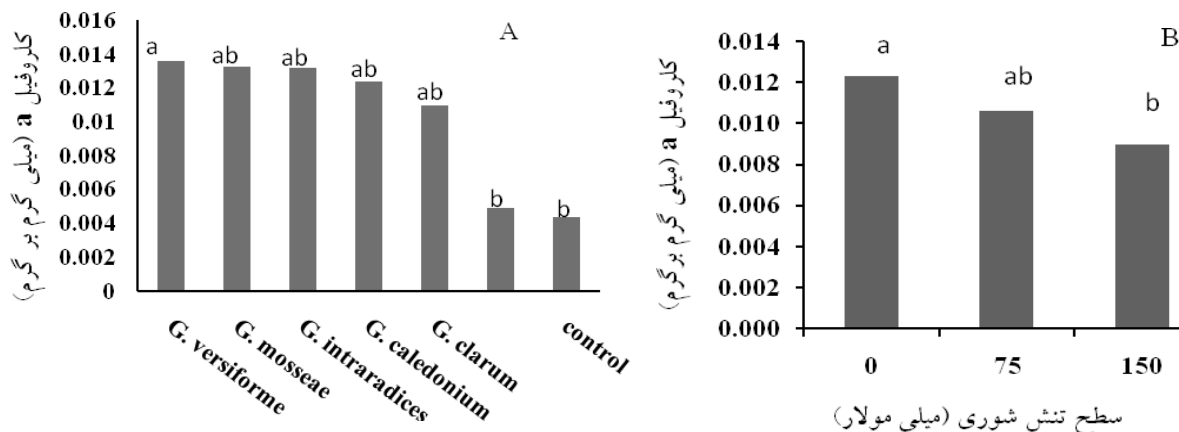 A
کلروفیل a (میلی گرم بر گرم)
0.016
0.014
0.012
0.01
0.008
0.006
0.004
0.002
0
a
ab
ab
ab
ab
b
b
G. versiforme
G. mosseae
G. intraradices
G. caledonium
G. clarum
control
B
کلروفیل a (میلی گرم برگرم)
0.014
0.012
0.010
0.008
0.006
0.004
0.002
0.000
a
ab
b
0
75
150
سطح تنش شوری (میلی مولار)